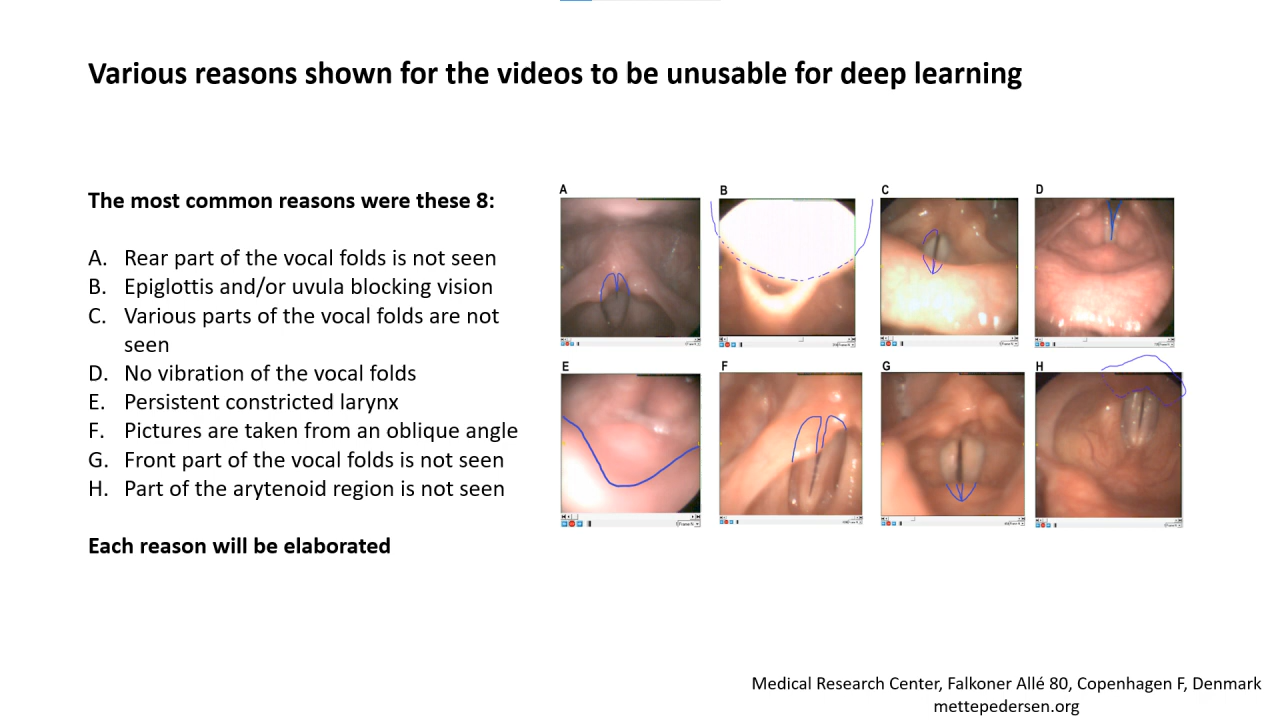 Various reasons shown for the videos to be unusable for deep learning
The most common reasons were these 8:
A. Rear part of the vocal folds is not seen
B. Epiglottis and/or uvula blocking vision
C. Various parts of the vocal folds are not
seen
D. No vibration of the vocal folds
E. Persistent constricted larynx
F. Pictures are taken from an oblique angle
G. Front part of the vocal folds is not seen
H. Part of the arytenoid region is not seen
Each reason will be elaborated
A
B
C
D
E
F
G
H
Medical Research Center, Falkoner Allé 80, Copenhagen F, Denmark
mettepedersen.org